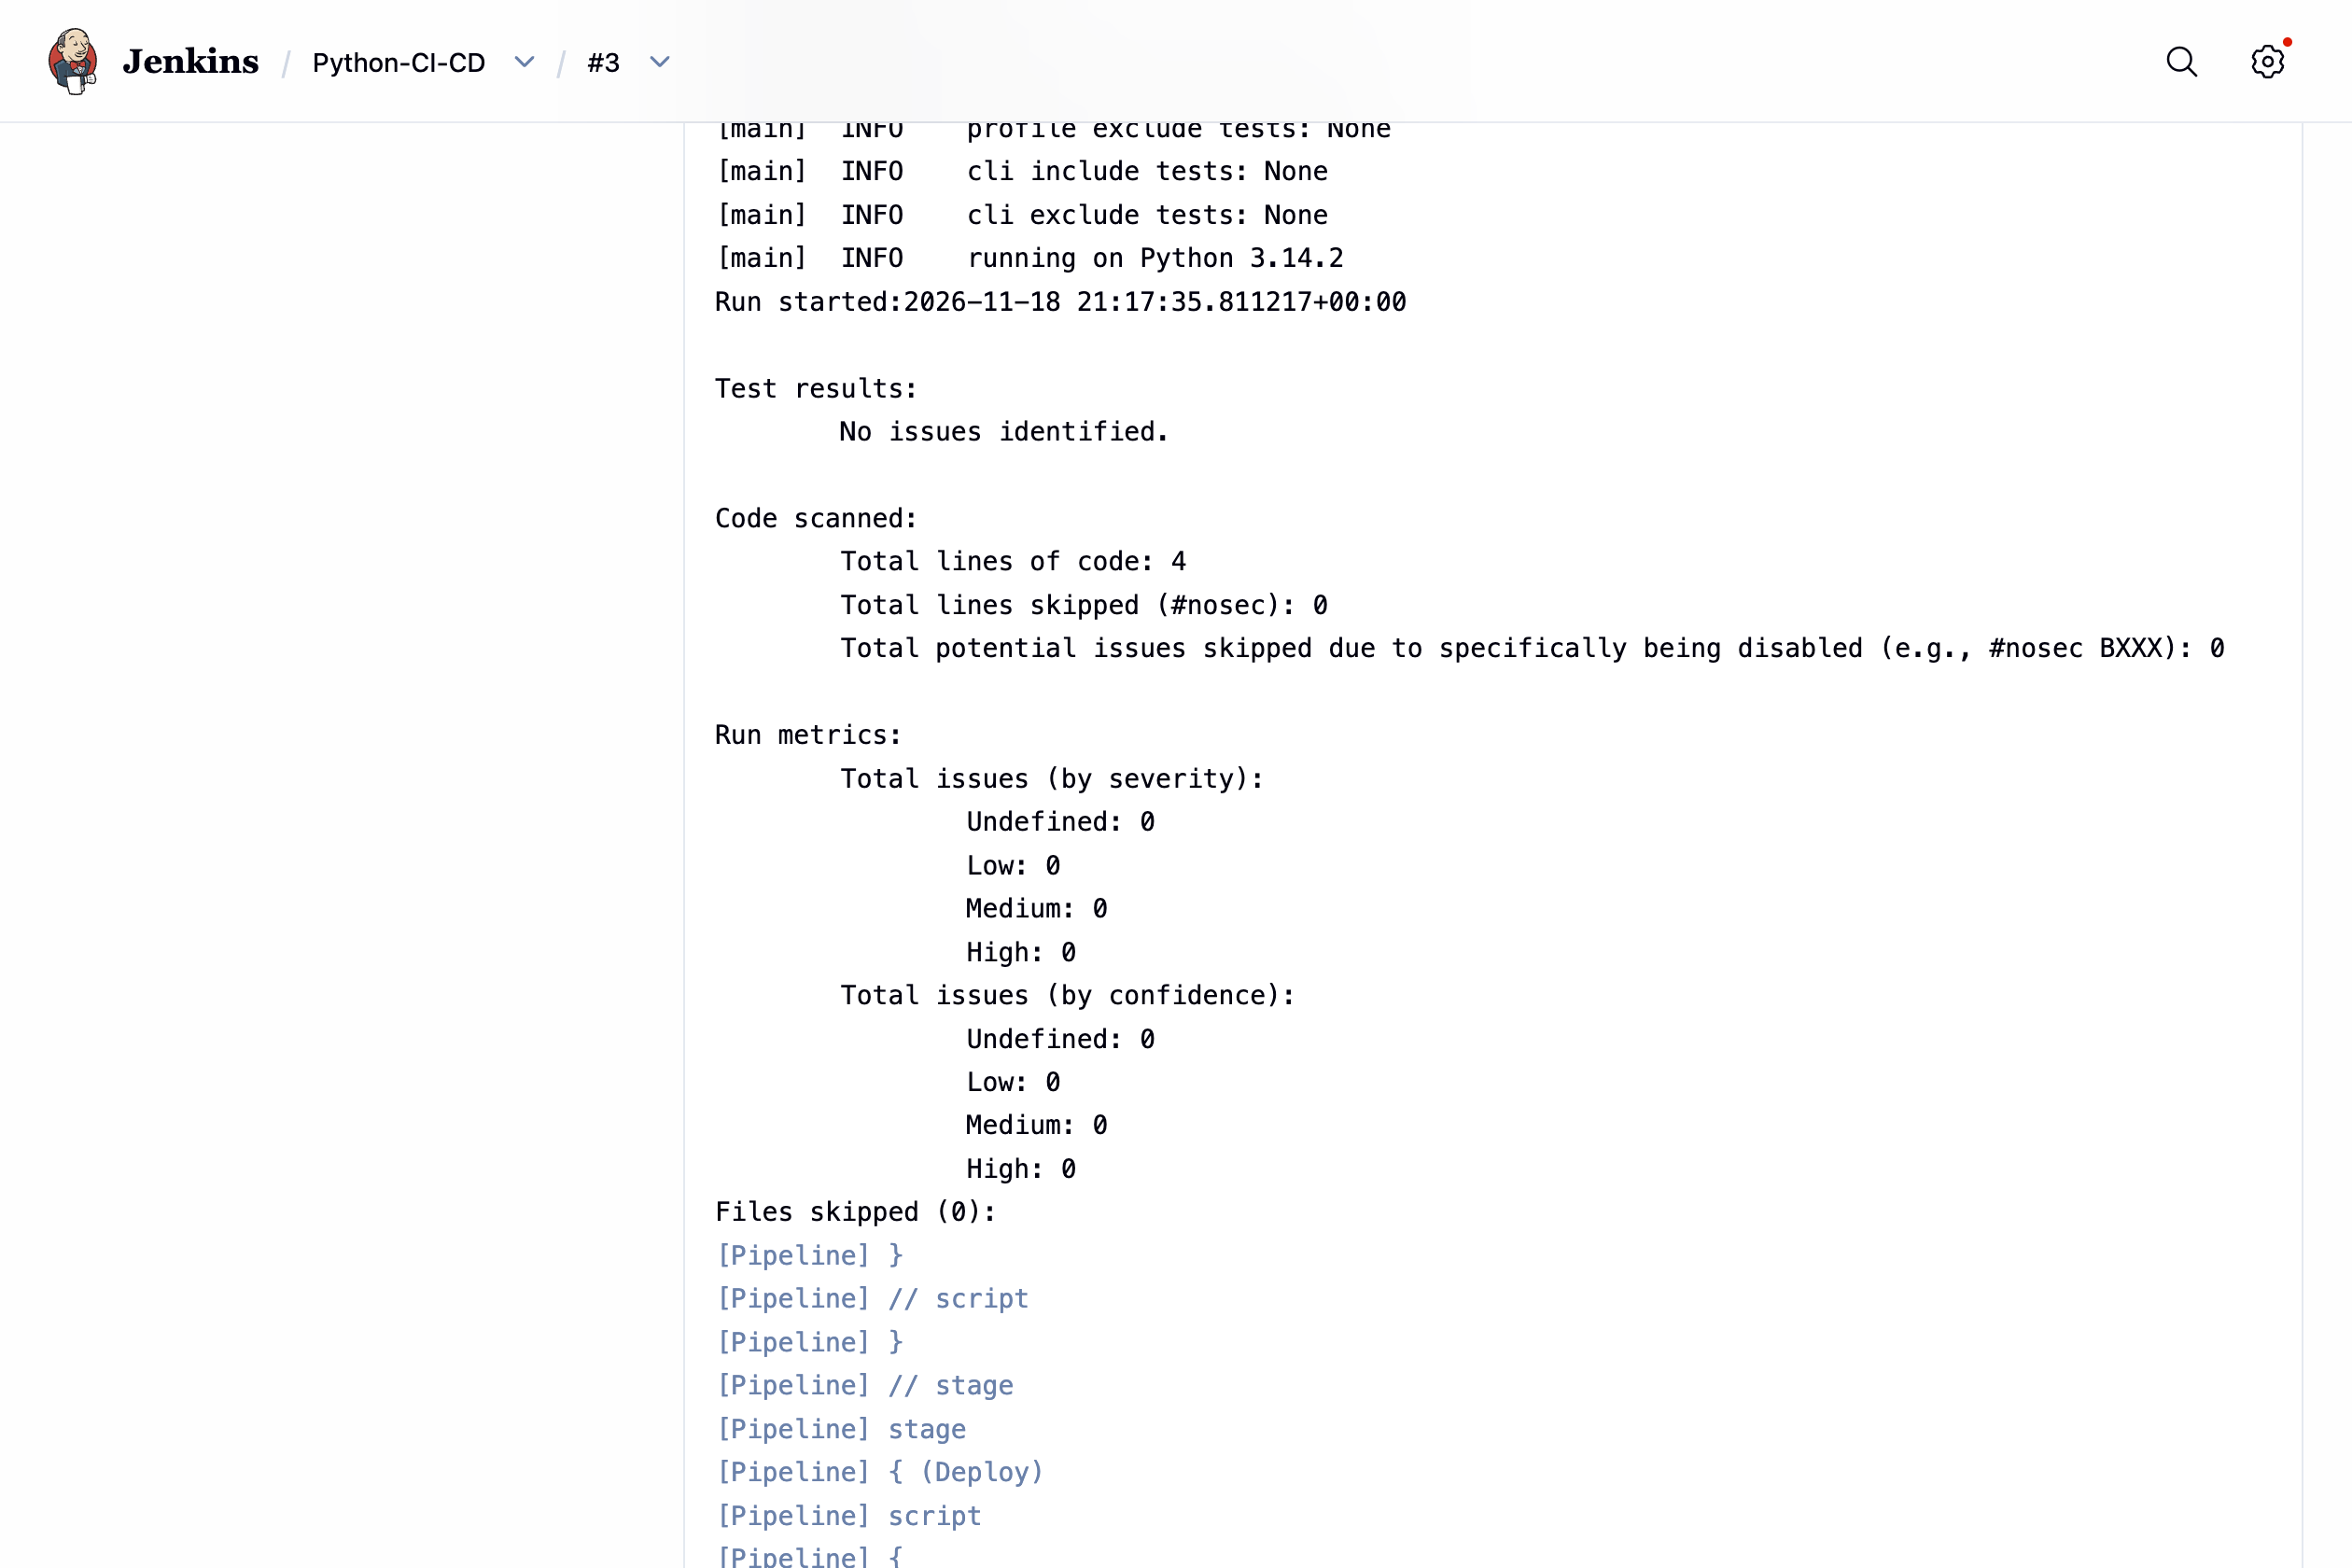 Jenkins / Python-CI-CD / #3
[main] INFO profile exclude tests: None
[main] INFO cli include tests: None
[main] INFO cli exclude tests: None
[main] INFO running on Python 3.14.2
Run started:2026-11-18 21:17:35.811217+00:00
Test results:
No issues identified.
Code scanned:
Total lines of code: 4
Total lines skipped (#nosec): 0
Total potential issues skipped due to specifically being disabled (e.g., #nosec BXXX): 0
Run metrics:
Total issues (by severity):
Undefined: 0
Low: 0
Medium: 0
High: 0
Total issues (by confidence):
Undefined: 0
Low: 0
Medium: 0
High: 0
Files skipped (0):
[Pipeline] }
[Pipeline] // script
[Pipeline] }
[Pipeline] // stage
[Pipeline] stage
[Pipeline] { (Deploy)
[Pipeline] script
[Pipeline] {